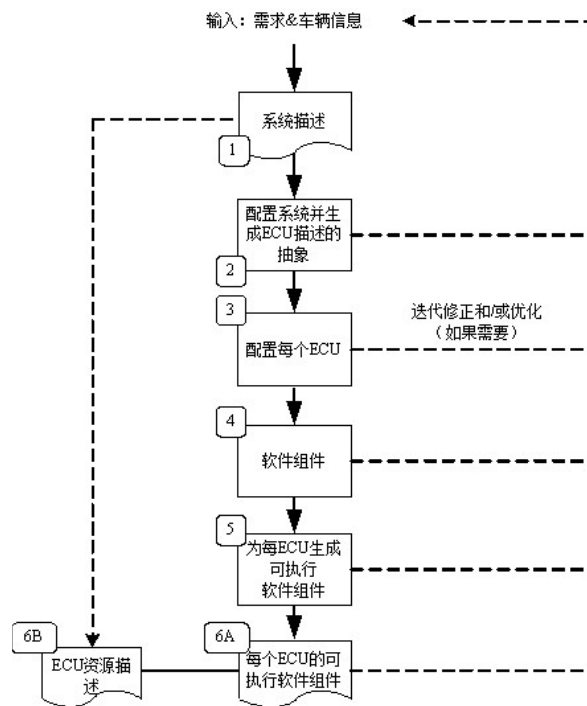 输入：需求&车辆信息
系统描述
1
配置系统并生
成ECU描述的
抽象
2
3
配置每个ECU
迭代修正和/或优化
（如果需要）
4
软件组件
5
为每ECU生成
可执行
软件组件
6B
ECU资源描
述
6A
每个ECU的可
执行软件组件